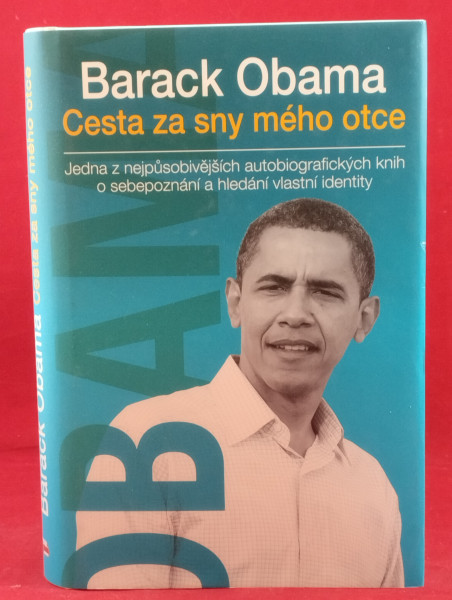 Barack Obama
Cesta za sny mého otce
Jedna z nejpůsobivějších autobiografických knih
o sebepoznání a hledání vlastní identity
OBAMA
Barack Obama Cesta za sny mého otce